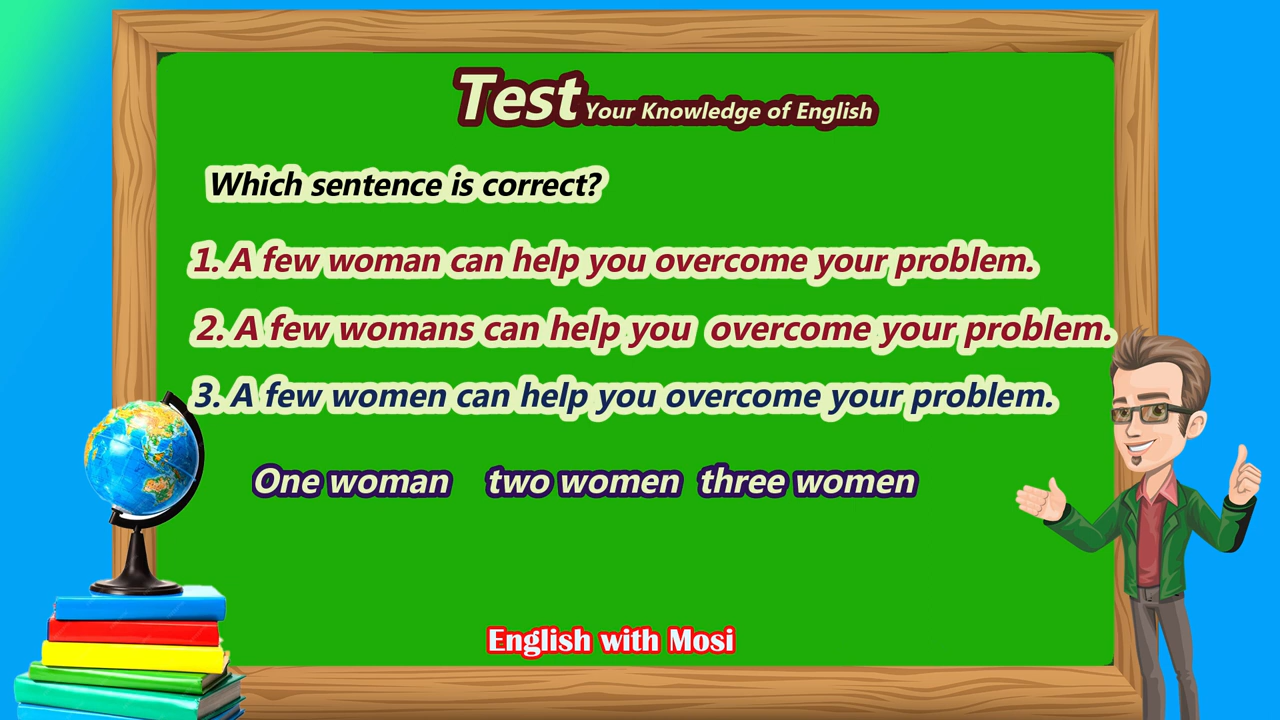 Test Your Knowledge of English
Which sentence is correct?
1. A few woman can help you overcome your problem.
2. A few womans can help you overcome your problem.
3. A few women can help you overcome your problem.
One woman two women three women
English with Mosi